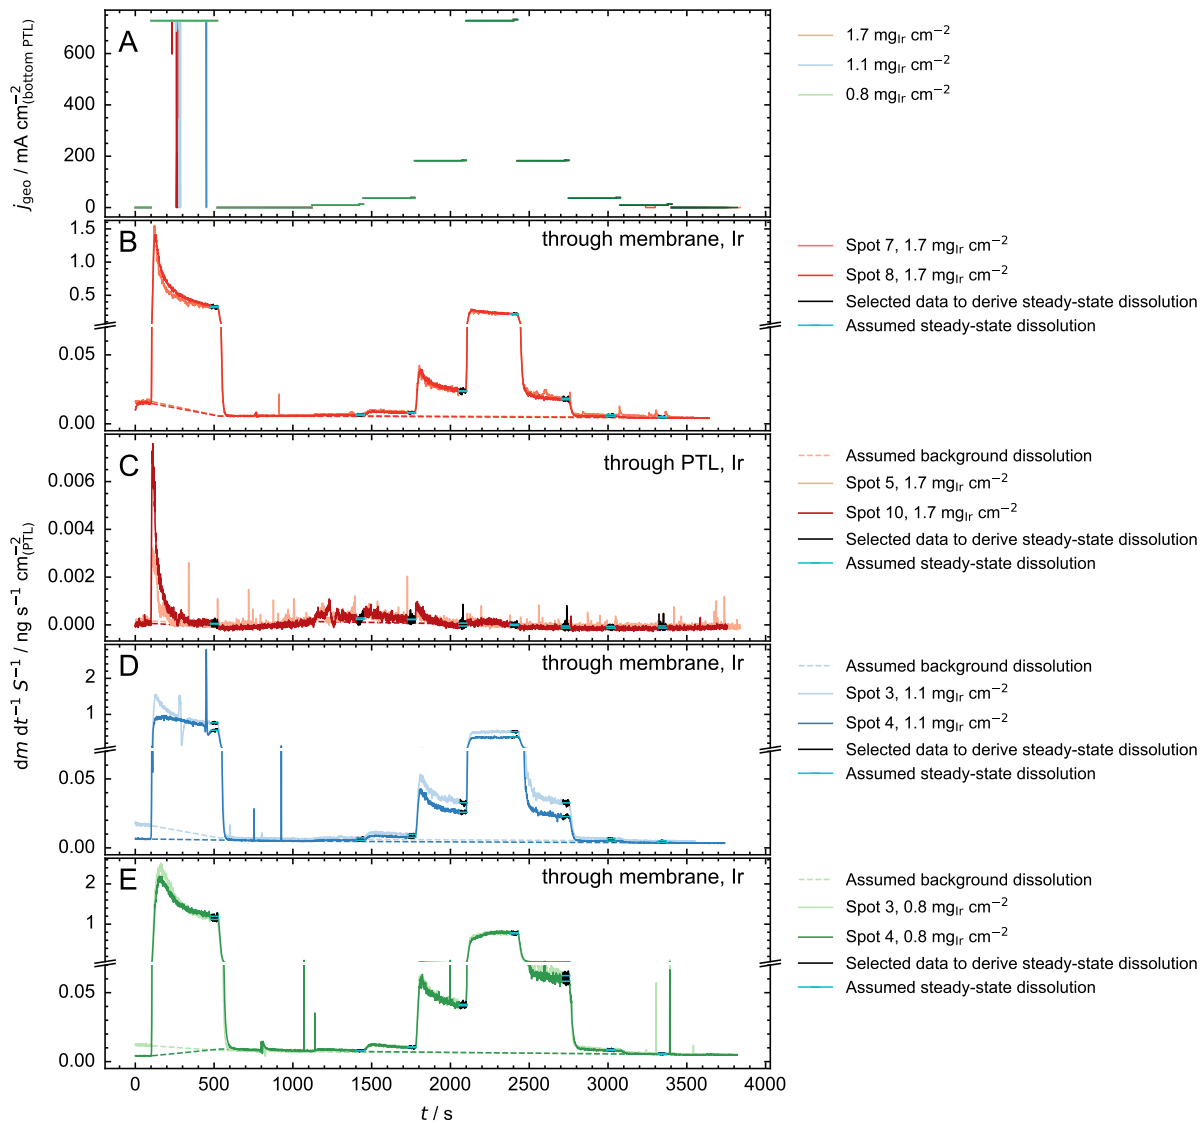 A
600
400
200
0
j_geo / mA cm⁻²_(bottom PTL)
1.7 mg_Ir cm⁻²
1.1 mg_Ir cm⁻²
0.8 mg_Ir cm⁻²
B
through membrane, Ir
1.5
1.0
0.5
0.05
0.00
Spot 7, 1.7 mg_Ir cm⁻²
Spot 8, 1.7 mg_Ir cm⁻²
Selected data to derive steady-state dissolution
Assumed steady-state dissolution
C
through PTL, Ir
0.006
0.004
0.002
0.000
dm dt⁻¹ S⁻¹ / ng s⁻¹ cm⁻²_(PTL)
Assumed background dissolution
Spot 5, 1.7 mg_Ir cm⁻²
Spot 10, 1.7 mg_Ir cm⁻²
Selected data to derive steady-state dissolution
Assumed steady-state dissolution
D
through membrane, Ir
2
1
0.05
0.00
Assumed background dissolution
Spot 3, 1.1 mg_Ir cm⁻²
Spot 4, 1.1 mg_Ir cm⁻²
Selected data to derive steady-state dissolution
Assumed steady-state dissolution
E
through membrane, Ir
2
1
0.05
0.00
Assumed background dissolution
Spot 3, 0.8 mg_Ir cm⁻²
Spot 4, 0.8 mg_Ir cm⁻²
Selected data to derive steady-state dissolution
Assumed steady-state dissolution
0 500 1000 1500 2000 2500 3000 3500 4000
t / s